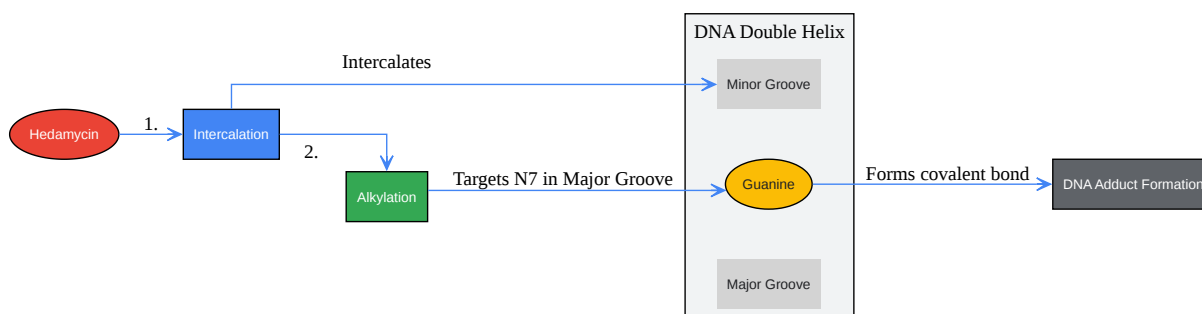 DNA Double Helix
Intercalates
Minor Groove
Hedamycin
1.
Intercalation
2.
Alkylation
Targets N7 in Major Groove
Guanine
Forms covalent bond
DNA Adduct Formation
Major Groove